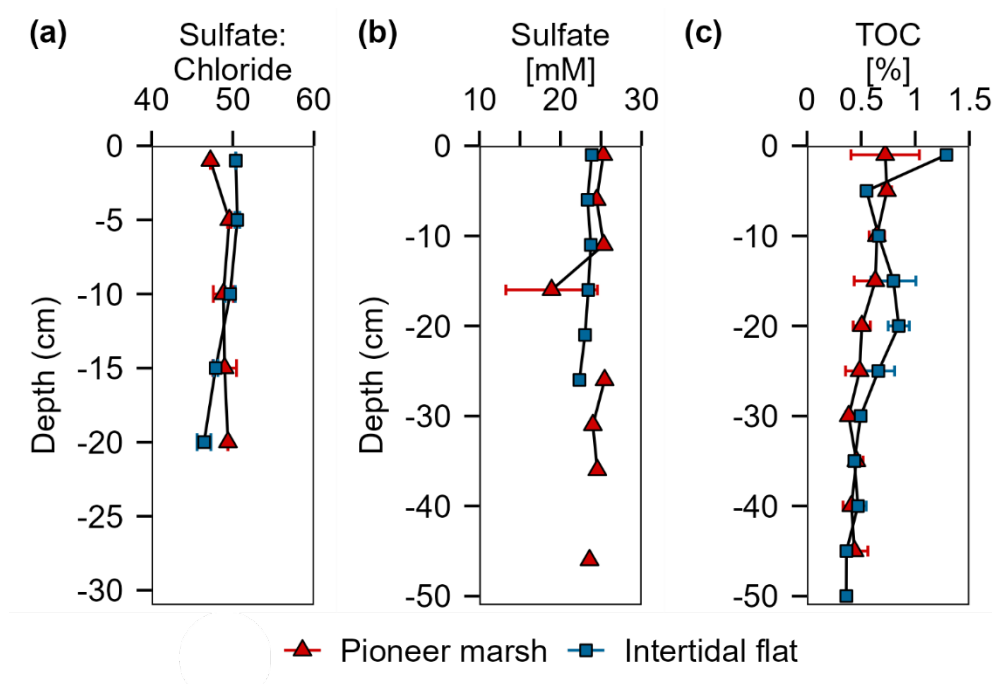 (a) Sulfate: Chloride
40 50 60
0
-5
-10
-15
-20
-25
-30
Depth (cm)
(b) Sulfate [mM]
10 20 30
0
-10
-20
-30
-40
-50
Depth (cm)
(c) TOC [%]
0 0.5 1 1.5
0
-10
-20
-30
-40
-50
Depth (cm)
Pioneer marsh Intertidal flat